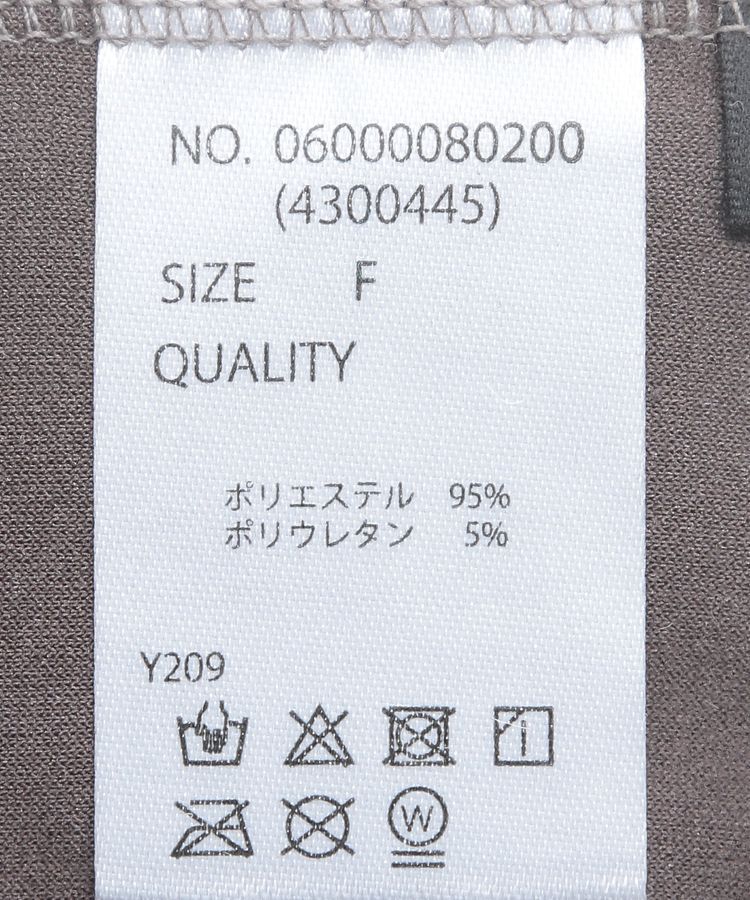 NO. 06000080200
(4300445)
SIZE F
QUALITY
ポリエステル 95%
ポリウレタン 5%
Y209
W